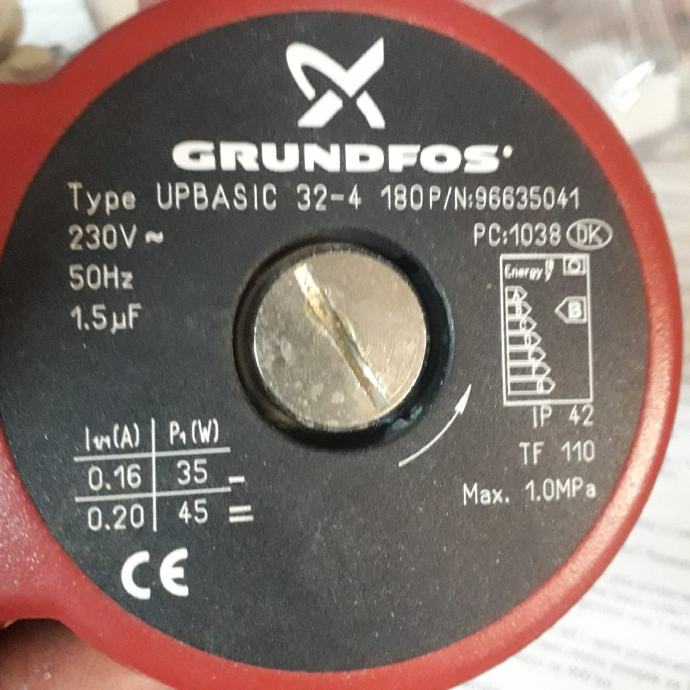 GRUNDFOS
Type UPBASIC 32-4 180 P/N:96635041
230V ~ PC:1038 DK
50Hz
1.5µF
Energy
A
B
IP 42
TF 110
Max. 1.0MPa
I1/1(A) P1(W)
0.16 35 –
0.20 45 =
CE